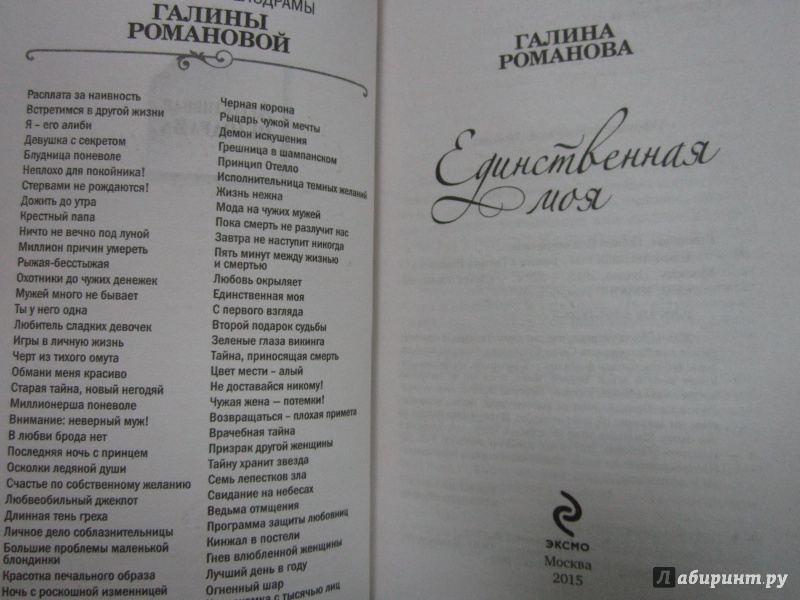 ГАЛИНЫ
РОМАНОВОЙ
Расплата за наивность
Встретимся в другой жизни
Я – его алиби
Девушка с секретом
Блудница поневоле
Неплохо для покойника!
Стервами не рождаются!
Дожить до утра
Крестный папа
Ничто не вечно под луной
Миллион причин умереть
Рыжая-бесстыжая
Охотники до чужих денежек
Мужей много не бывает
Ты у него одна
Любитель сладких девочек
Игры в личную жизнь
Черт из тихого омута
Обмани меня красиво
Старая тайна, новый негодяй
Миллионерша поневоле
Внимание: неверный муж!
В любви брода нет
Последняя ночь с принцем
Осколки ледяной души
Счастье по собственному желанию
Любвеобильный джекпот
Длинная тень греха
Личное дело соблазнительницы
Большие проблемы маленькой
блондинки
Красотка печального образа
Ночь с роскошной изменницей
Черная корона
Рыцарь чужой мечты
Демон искушения
Грешница в шампанском
Принцип Отелло
Исполнительница темных желаний
Жизнь нежна
Мода на чужих мужей
Пока смерть не разлучит нас
Завтра не наступит никогда
Пять минут между жизнью
и смертью
Любовь окрыляет
Единственная моя
С первого взгляда
Второй подарок судьбы
Зеленые глаза викинга
Тайна, приносящая смерть
Цвет мести – алый
Не доставайся никому!
Чужая жена — потемки!
Возвращаться – плохая примета
Врачебная тайна
Призрак другой женщины
Тайну хранит звезда
Семь лепестков зла
Свидание на небесах
Ведьма отмщения
Программа защиты любовниц
Кинжал в постели
Гнев влюбленной женщины
Лучший день в году
Огненный шар
с тысячью лиц
ГАЛИНА
РОМАНОВА
Единственная
моя
ЭКСМО
Москва
2015
Лабиринт.ру